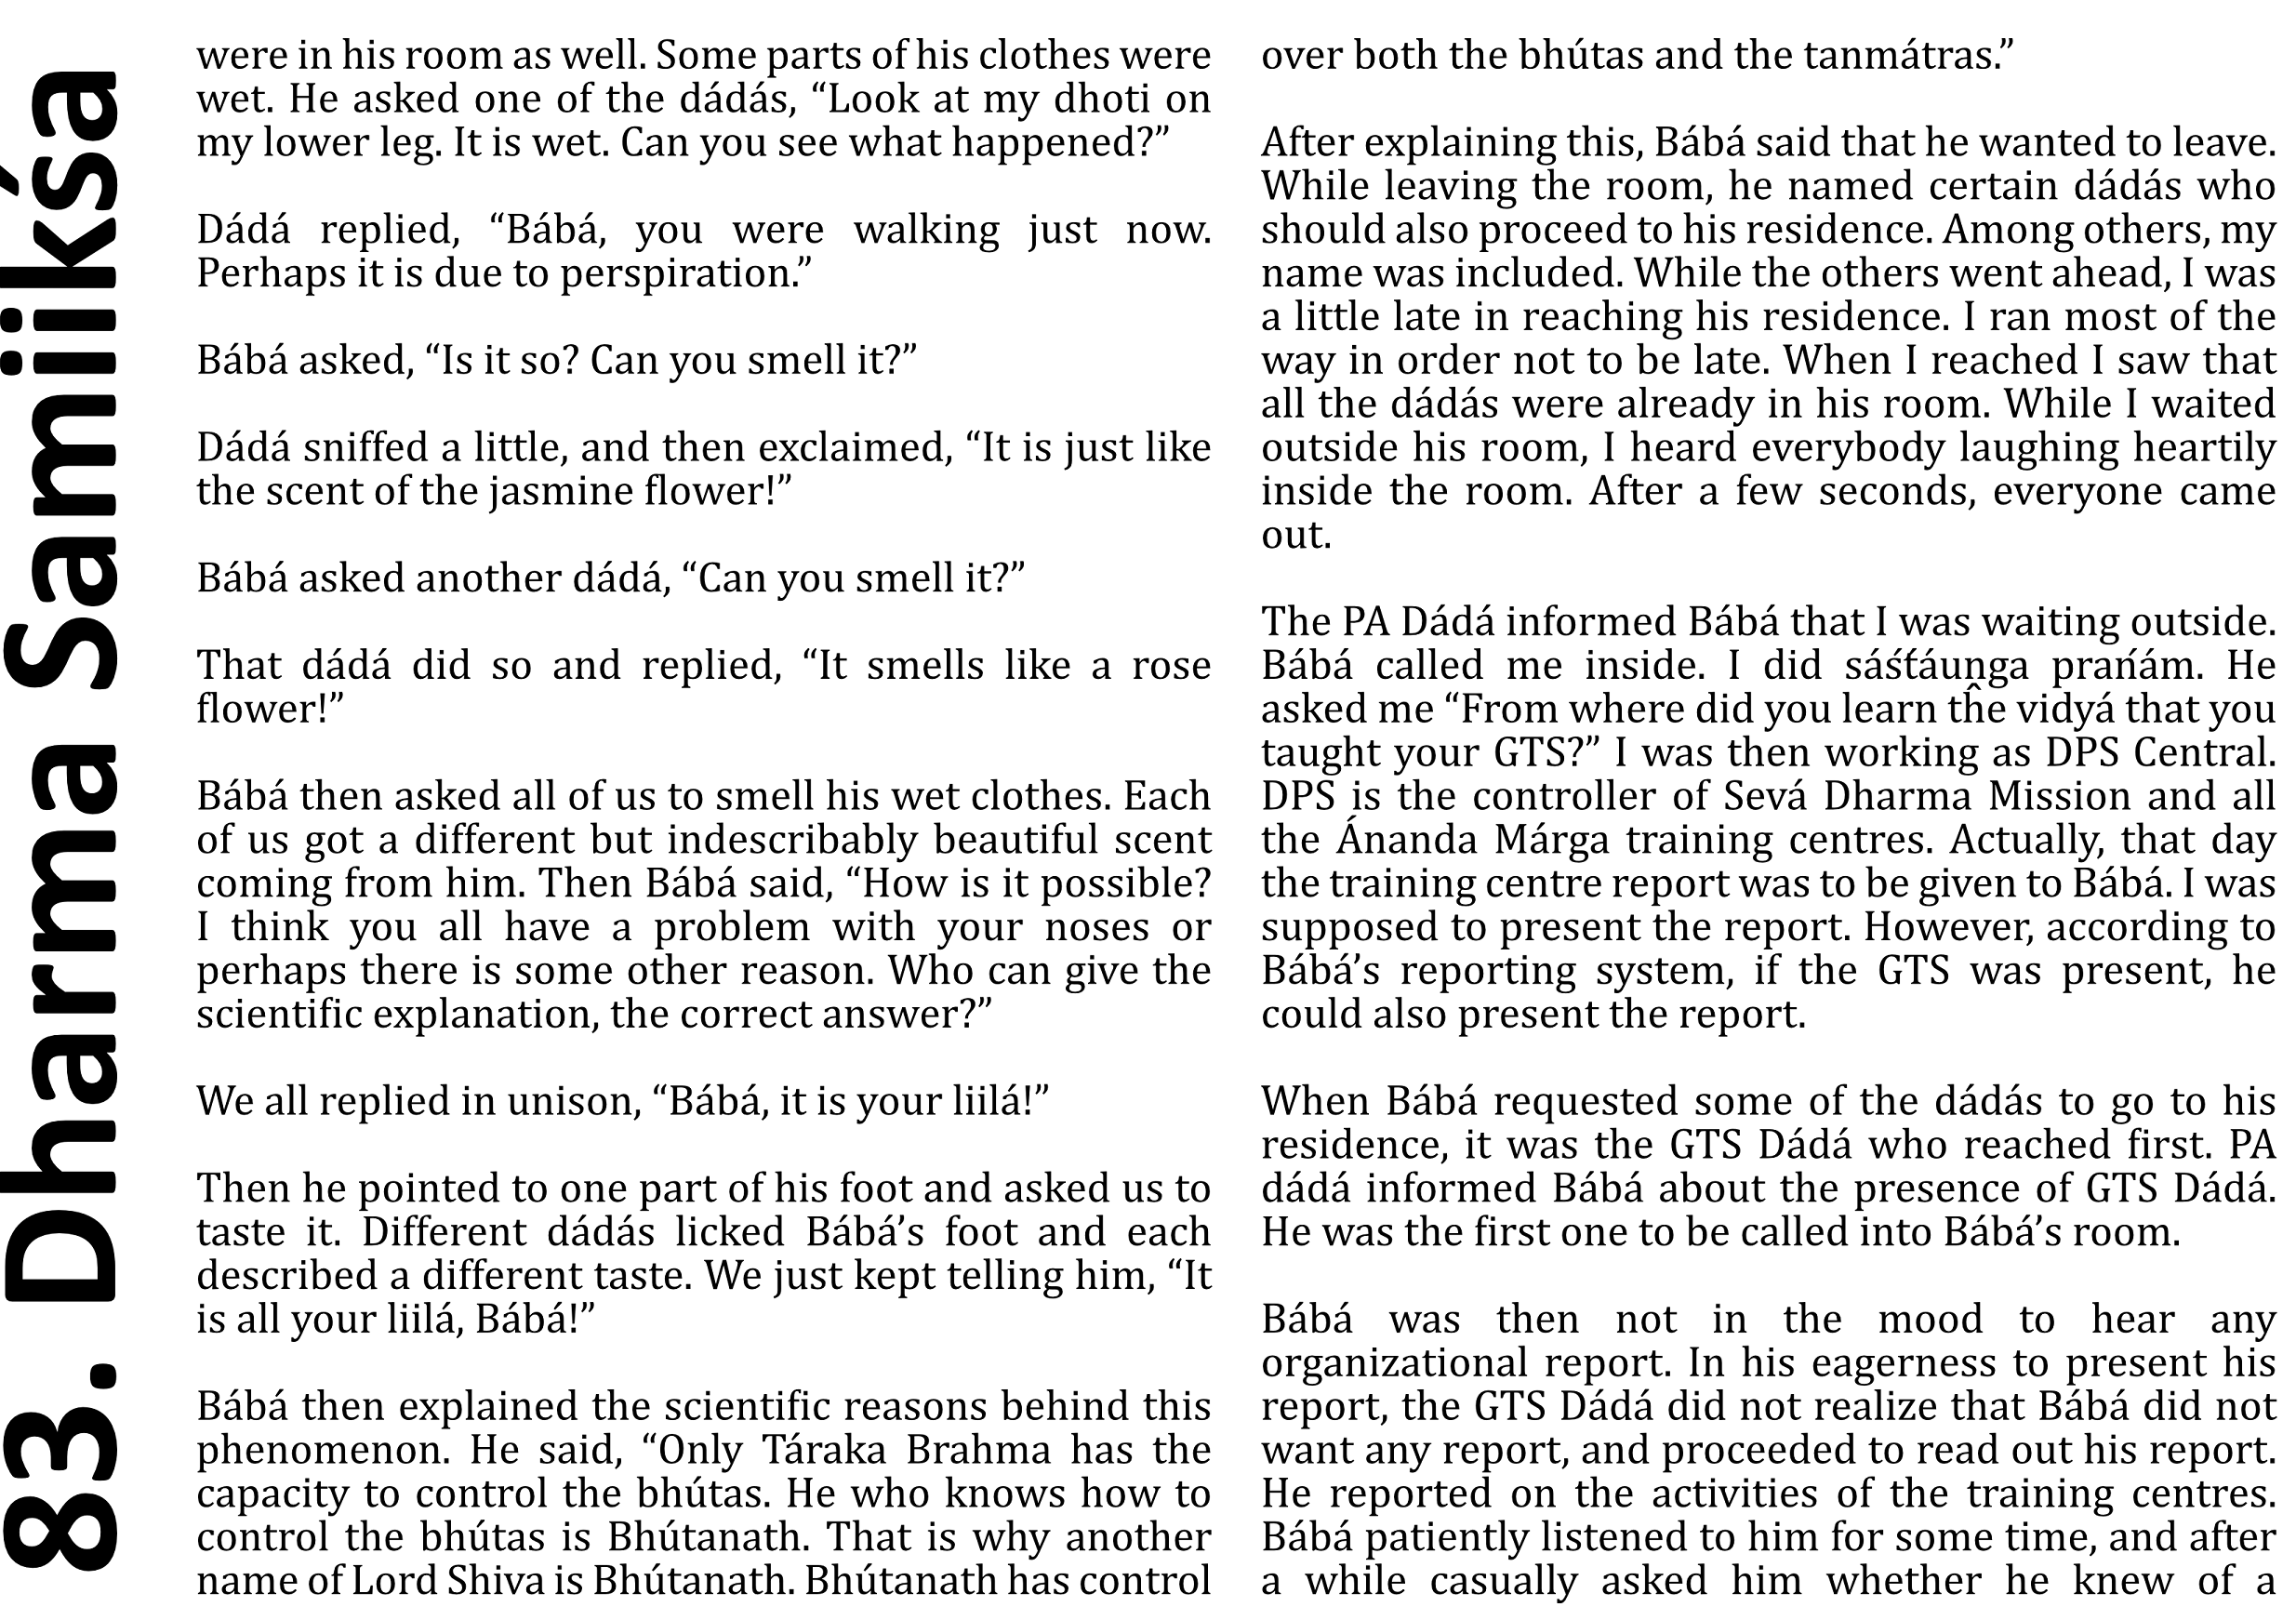 83. Dharma Samiikśa
were in his room as well. Some parts of his clothes were
wet. He asked one of the dádás, “Look at my dhoti on
my lower leg. It is wet. Can you see what happened?”
Dádá replied, “Bábá, you were walking just now.
Perhaps it is due to perspiration.”
Bábá asked, “Is it so? Can you smell it?”
Dádá sniffed a little, and then exclaimed, “It is just like
the scent of the jasmine flower!”
Bábá asked another dádá, “Can you smell it?”
That dádá did so and replied, “It smells like a rose
flower!”
Bábá then asked all of us to smell his wet clothes. Each
of us got a different but indescribably beautiful scent
coming from him. Then Bábá said, “How is it possible?
I think you all have a problem with your noses or
perhaps there is some other reason. Who can give the
scientific explanation, the correct answer?”
We all replied in unison, “Bábá, it is your liilá!”
Then he pointed to one part of his foot and asked us to
taste it. Different dádás licked Bábá’s foot and each
described a different taste. We just kept telling him, “It
is all your liilá, Bábá!”
Bábá then explained the scientific reasons behind this
phenomenon. He said, “Only Táraka Brahma has the
capacity to control the bhútas. He who knows how to
control the bhútas is Bhútanath. That is why another
name of Lord Shiva is Bhútanath. Bhútanath has control
over both the bhútas and the tanmátras.”
After explaining this, Bábá said that he wanted to leave.
While leaving the room, he named certain dádás who
should also proceed to his residence. Among others, my
name was included. While the others went ahead, I was
a little late in reaching his residence. I ran most of the
way in order not to be late. When I reached I saw that
all the dádás were already in his room. While I waited
outside his room, I heard everybody laughing heartily
inside the room. After a few seconds, everyone came
out.
The PA Dádá informed Bábá that I was waiting outside.
Bábá called me inside. I did sáśt́áuṋga prańám. He
asked me “From where did you learn the vidyá that you
taught your GTS?” I was then working as DPS Central.
DPS is the controller of Sevá Dharma Mission and all
the Ánanda Márga training centres. Actually, that day
the training centre report was to be given to Bábá. I was
supposed to present the report. However, according to
Bábá’s reporting system, if the GTS was present, he
could also present the report.
When Bábá requested some of the dádás to go to his
residence, it was the GTS Dádá who reached first. PA
dádá informed Bábá about the presence of GTS Dádá.
He was the first one to be called into Bábá’s room.
Bábá was then not in the mood to hear any
organizational report. In his eagerness to present his
report, the GTS Dádá did not realize that Bábá did not
want any report, and proceeded to read out his report.
He reported on the activities of the training centres.
Bábá patiently listened to him for some time, and after
a while casually asked him whether he knew of a